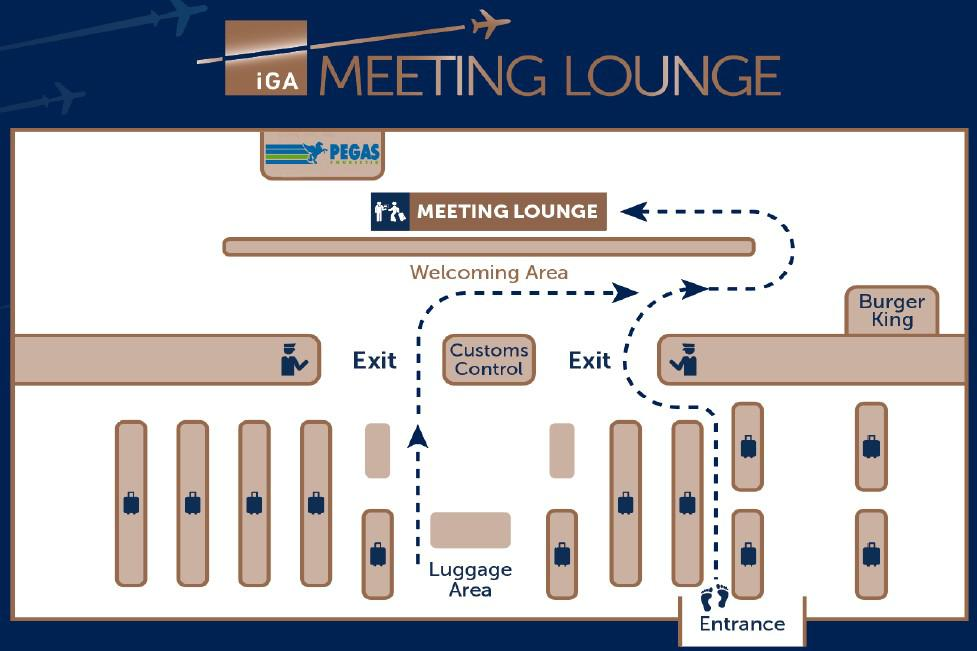 iGA MEETING LOUNGE
PEGAS
MEETING LOUNGE
Welcoming Area
Burger
King
Exit
Customs
Control
Exit
Luggage
Area
Entrance